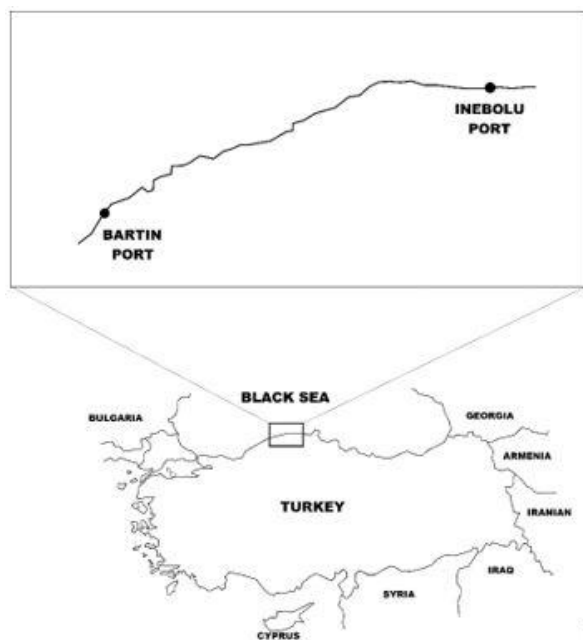 INEBOLU
PORT
BARTIN
PORT
BLACK SEA
BULGARIA
GEORGIA
ARMENIA
TURKEY
IRANIAN
IRAQ
SYRIA
CYPRUS